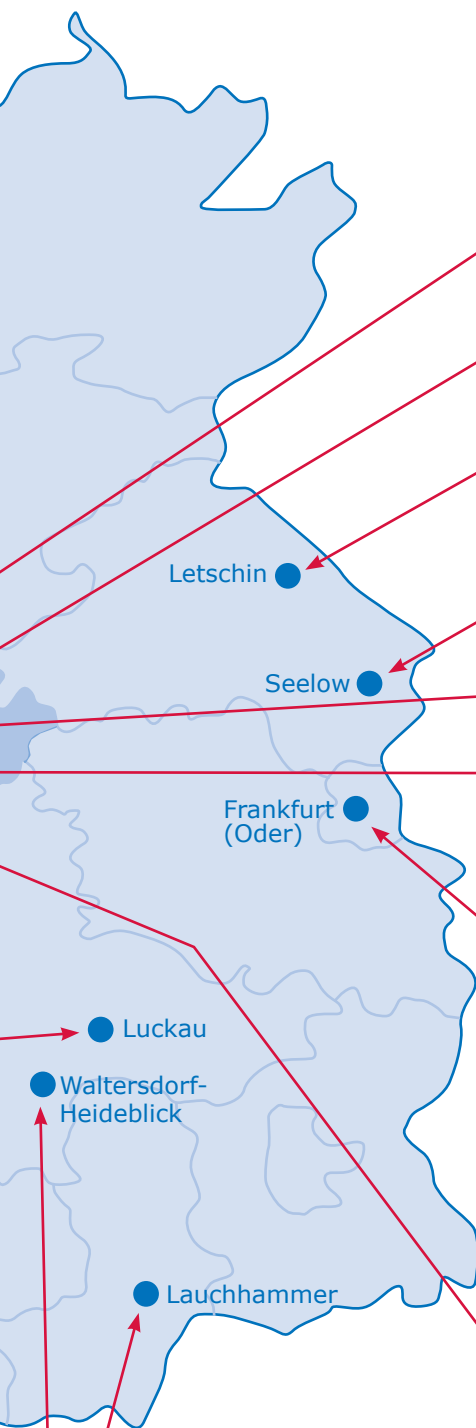 Letschin
Seelow
Frankfurt
(Oder)
Luckau
Waltersdorf-
Heideblick
Lauchhammer